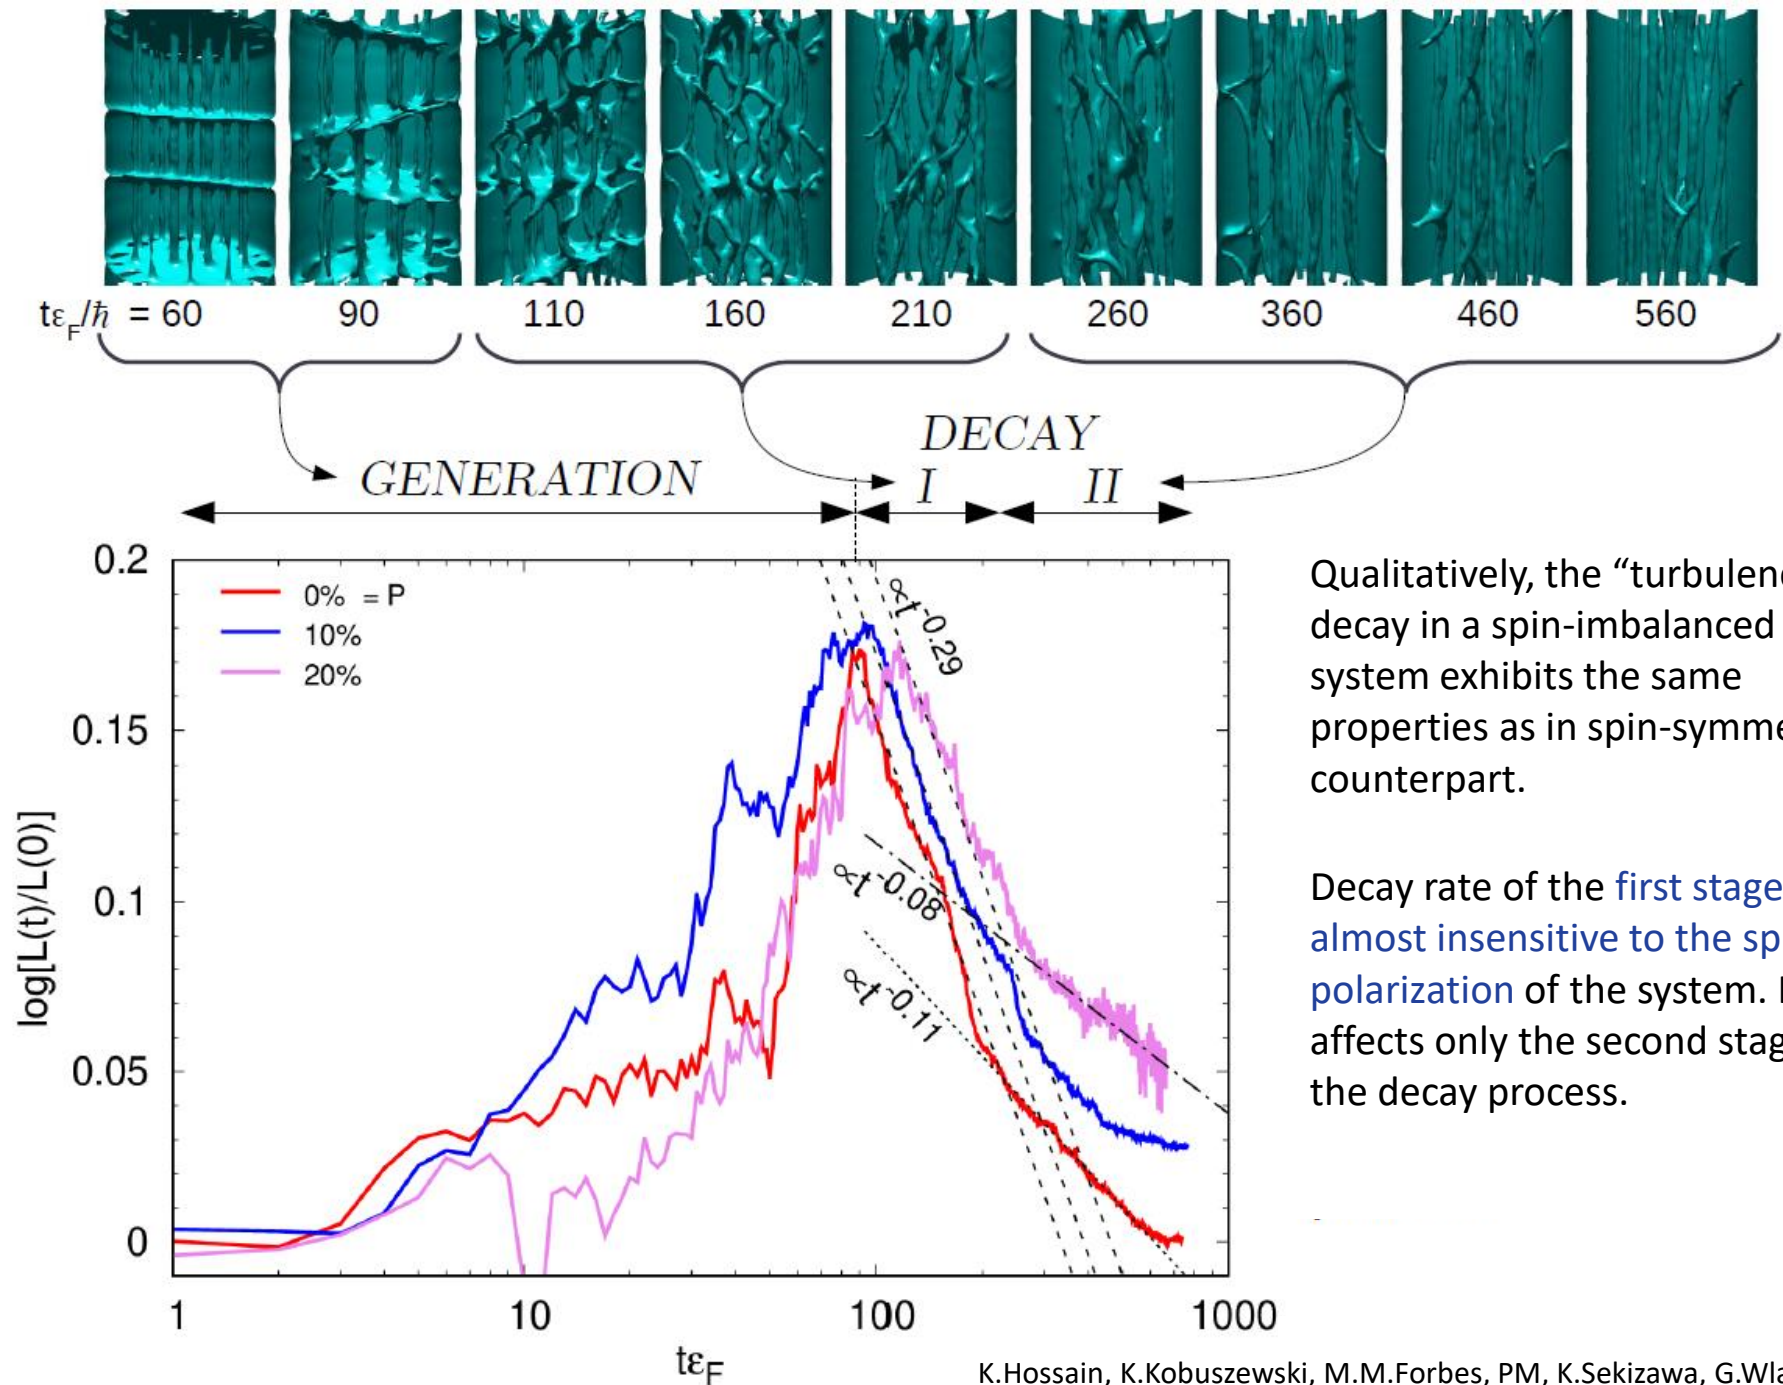 tεF/ħ = 60 90 110 160 210 260 360 460 560
DECAY
GENERATION I II
0.2
0.15
0.1
0.05
0
log[L(t)/L(0)]
0% = P
10%
20%
∝t-0.29
∝t-0.08
∝t-0.11
1 10 100 1000
tεF
Qualitatively, the “turbulen
decay in a spin-imbalanced
system exhibits the same
properties as in spin-symme
counterpart.
Decay rate of the first stage
almost insensitive to the sp
polarization of the system.
affects only the second stag
the decay process.
K.Hossain, K.Kobuszewski, M.M.Forbes, PM, K.Sekizawa, G.Wla